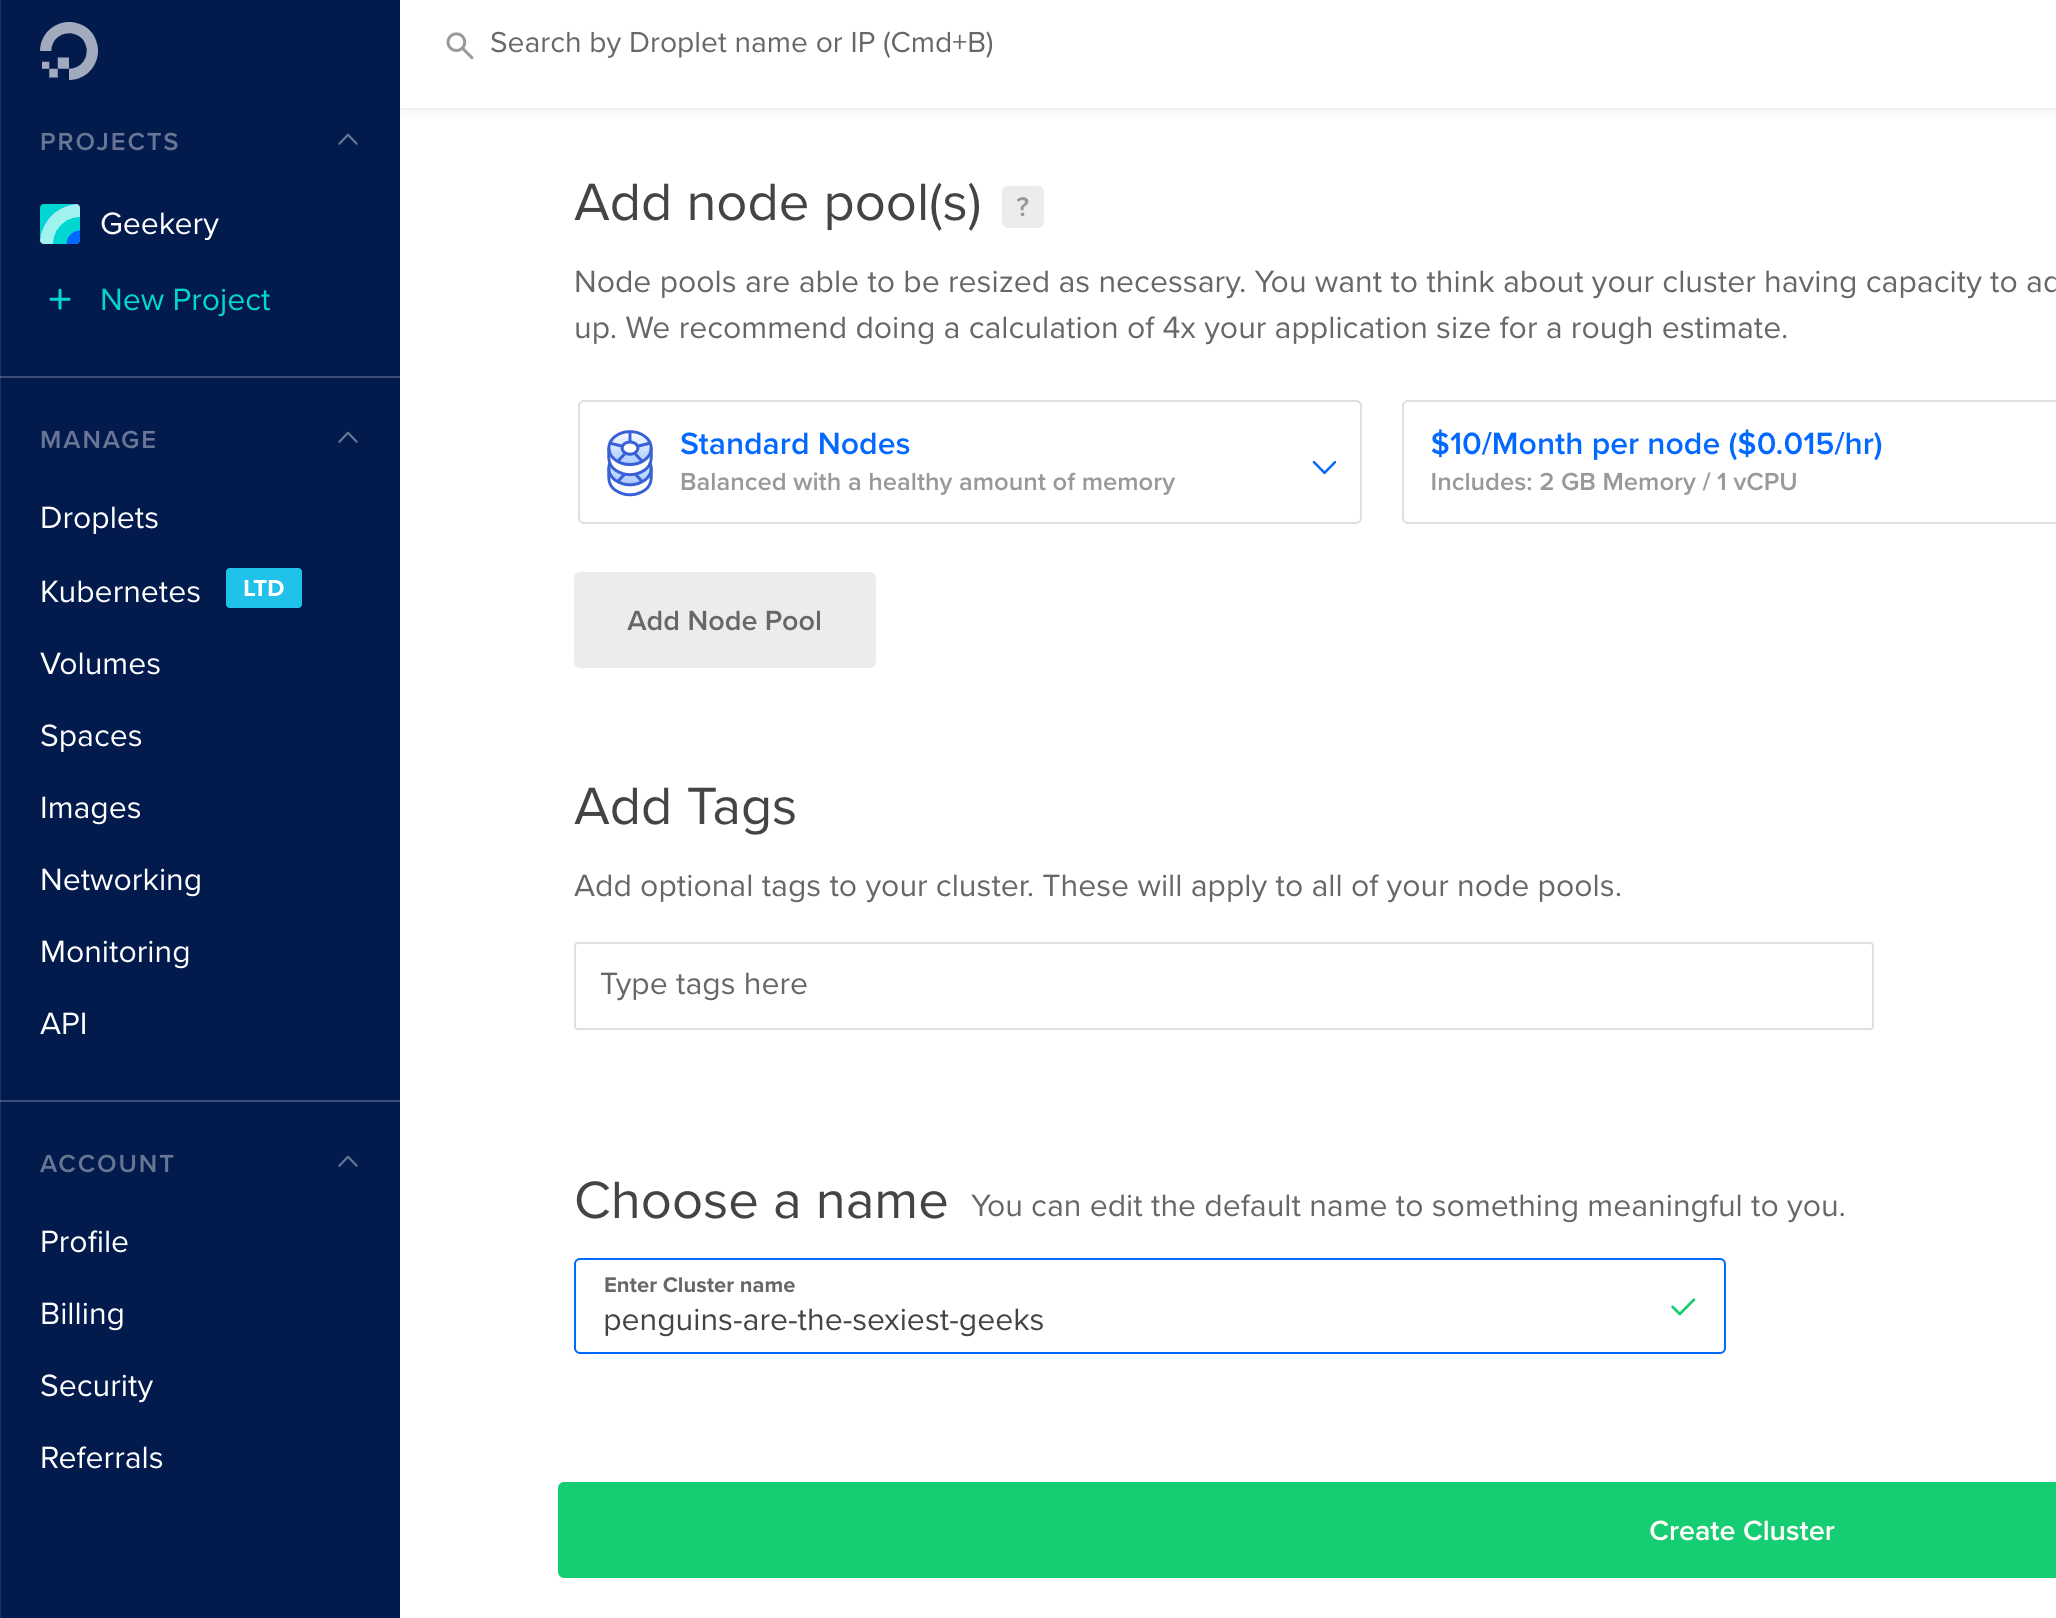 Search by Droplet name or IP (Cmd+B)
PROJECTS
Geekery
+ New Project
MANAGE
Droplets
Kubernetes LTD
Volumes
Spaces
Images
Networking
Monitoring
API
ACCOUNT
Profile
Billing
Security
Referrals
Add node pool(s) ?
Node pools are able to be resized as necessary. You want to think about your cluster having capacity to
up. We recommend doing a calculation of 4x your application size for a rough estimate.
Standard Nodes
Balanced with a healthy amount of memory
$10/Month per node ($0.015/hr)
Includes: 2 GB Memory / 1 vCPU
Add Node Pool
Add Tags
Add optional tags to your cluster. These will apply to all of your node pools.
Type tags here
Choose a name You can edit the default name to something meaningful to you.
Enter Cluster name
penguins-are-the-sexiest-geeks
Create Cluster